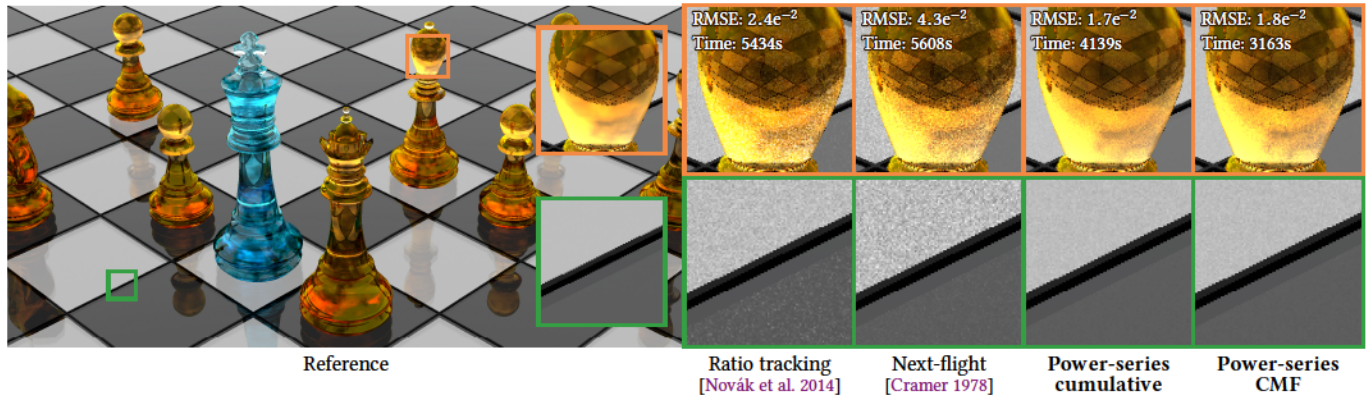 RMSE: 2.4e⁻² RMSE: 4.3e⁻² RMSE: 1.7e⁻² RMSE: 1.8e⁻²
Time: 5434s Time: 5608s Time: 4139s Time: 3163s
Reference Ratio tracking Next-flight Power-series Power-series
[Novák et al. 2014] [Cramer 1978] cumulative CMF